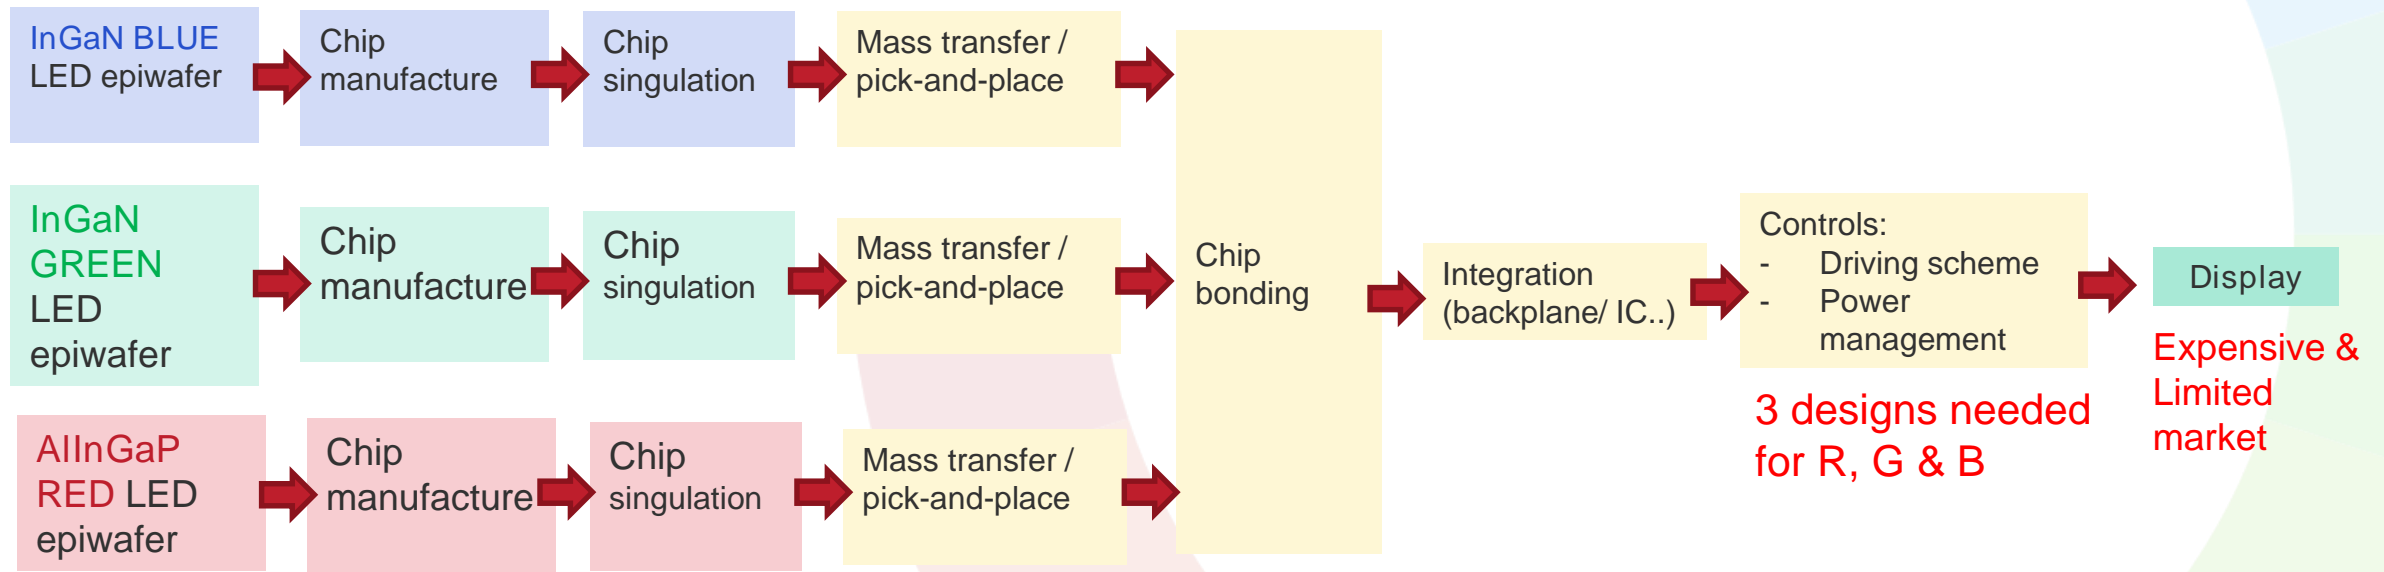 InGaN BLUE
LED epiwafer
Chip
manufacture
Chip
singulation
Mass transfer /
pick-and-place
InGaN
GREEN
LED
epiwafer
Chip
manufacture
Chip
singulation
Mass transfer /
pick-and-place
AlInGaP
RED LED
epiwafer
Chip
manufacture
Chip
singulation
Mass transfer /
pick-and-place
Chip
bonding
Integration
(backplane/ IC..)
Controls:
- Driving scheme
- Power
management
3 designs needed
for R, G & B
Display
Expensive &
Limited
market